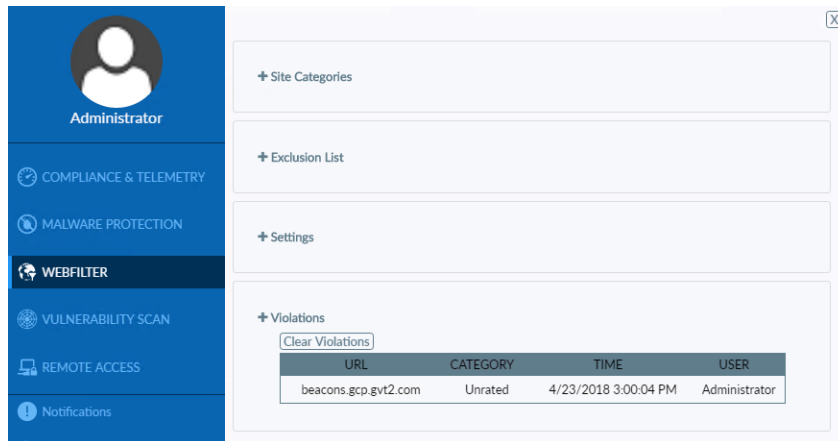 X
Administrator
COMPLIANCE & TELEMETRY
MALWARE PROTECTION
WEBFILTER
VULNERABILITY SCAN
REMOTE ACCESS
Notifications
+ Site Categories
+ Exclusion List
+ Settings
+ Violations
Clear Violations
URL CATEGORY TIME USER
beacons.gcp.gvt2.com Unrated 4/23/2018 3:00:04 PM Administrator